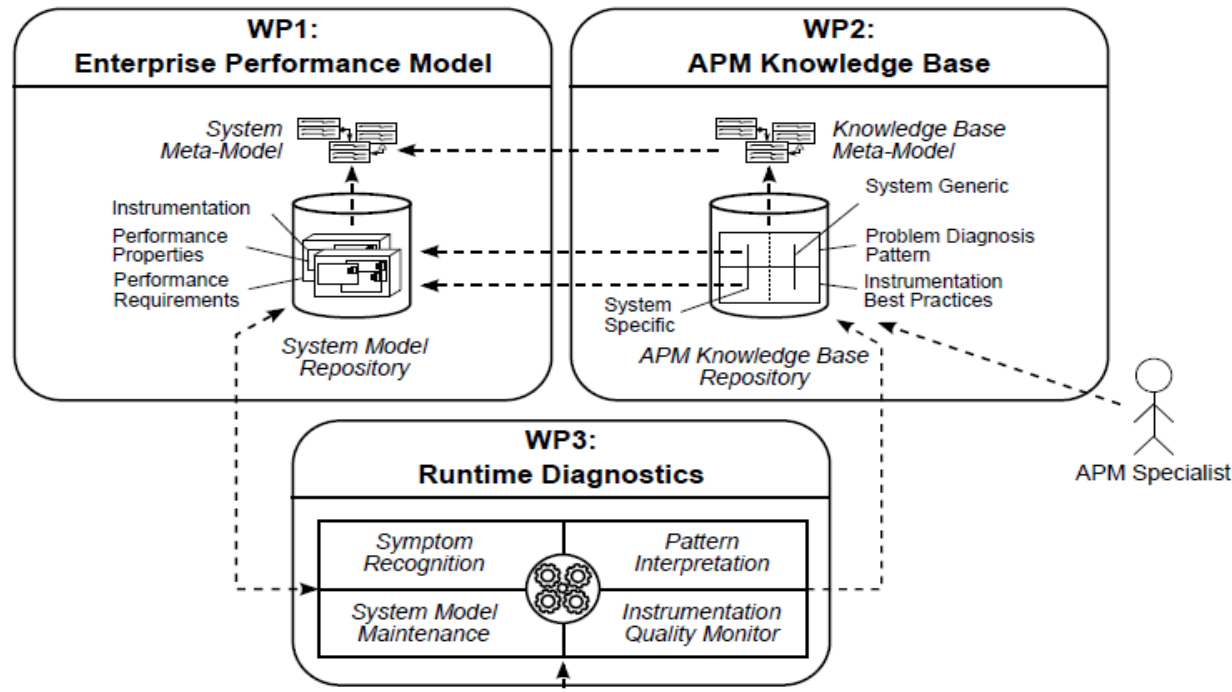 WP1:
Enterprise Performance Model
System
Meta-Model
Instrumentation
Performance
Properties
Performance
Requirements
System Model
Repository
WP2:
APM Knowledge Base
Knowledge Base
Meta-Model
System Generic
Problem Diagnosis
Pattern
Instrumentation
Best Practices
System
Specific
APM Knowledge Base
Repository
APM Specialist
WP3:
Runtime Diagnostics
Symptom
Recognition
Pattern
Interpretation
System Model
Maintenance
Instrumentation
Quality Monitor